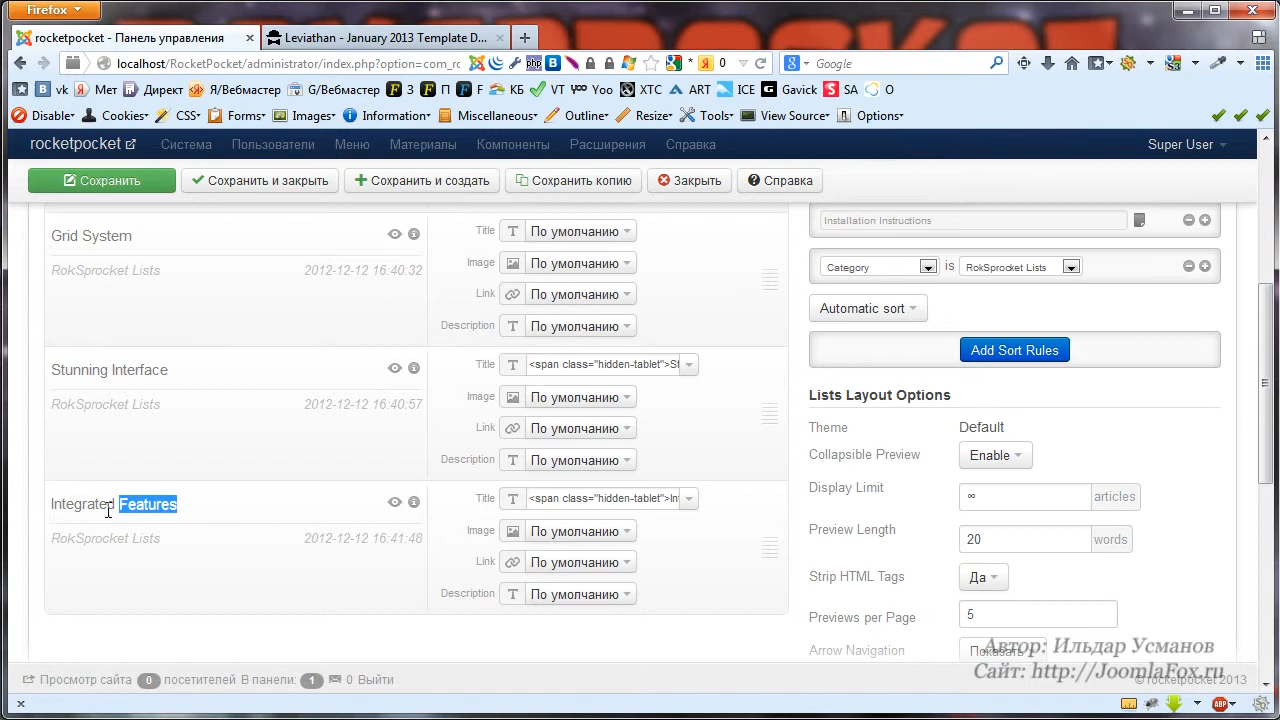 Firefox
rocketpocket - Панель управления
Leviathan - January 2013 Template D...
localhost/RocketPocket/administrator/index.php?option=com_rc
0
Google
vk
Мет
Директ
Я/Вебмастер
G/Вебмастер
З
П
F
КБ
VT
Yoo
XTC
ART
ICE
Gavick
SA
O
Disable
Cookies
CSS
Forms
Images
Information
Miscellaneous
Outline
Resize
Tools
View Source
Options
rocketpocket
Система
Пользователи
Меню
Материалы
Компоненты
Расширения
Справка
Super User
Сохранить
Сохранить и закрыть
Сохранить и создать
Сохранить копию
Закрыть
Справка
Grid System
RokSprocket Lists 2012-12-12 16:40:32
Title По умолчанию
Image По умолчанию
Link По умолчанию
Description По умолчанию
Stunning Interface
RokSprocket Lists 2012-12-12 16:40:57
Title <span class="hidden-tablet">St
Image По умолчанию
Link По умолчанию
Description По умолчанию
Integrated Features
RokSprocket Lists 2012-12-12 16:41:48
Title <span class="hidden-tablet">In
Image По умолчанию
Link По умолчанию
Description По умолчанию
Installation Instructions
Category is RokSprocket Lists
Automatic sort
Add Sort Rules
Lists Layout Options
Theme Default
Collapsible Preview Enable
Display Limit ∞ articles
Preview Length 20 words
Strip HTML Tags Да
Previews per Page 5
Arrow Navigation Показать
Автор: Ильдар Усманов
Сайт: http://JoomlaFox.ru
Просмотр сайта 0 посетителей В панели: 1 0 Выйти
© rocketpocket 2013